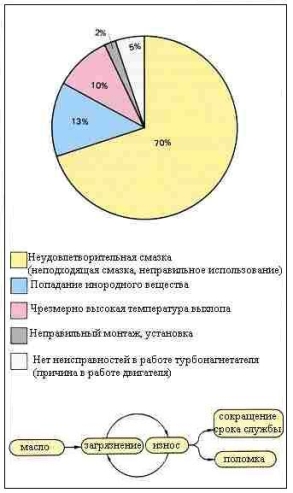 2%
5%
10%
13%
70%
Неудовлетворительная смазка
(неподходящая смазка, неправильное использование)
Попадание инородного вещества
Чрезмерно высокая температура выхлопа
Неправильный монтаж, установка
Нет неисправностей в работе турбонагнетателя
(причина в работе двигателя)
сокращение
срока службы
масло
загрязнение
износ
поломка